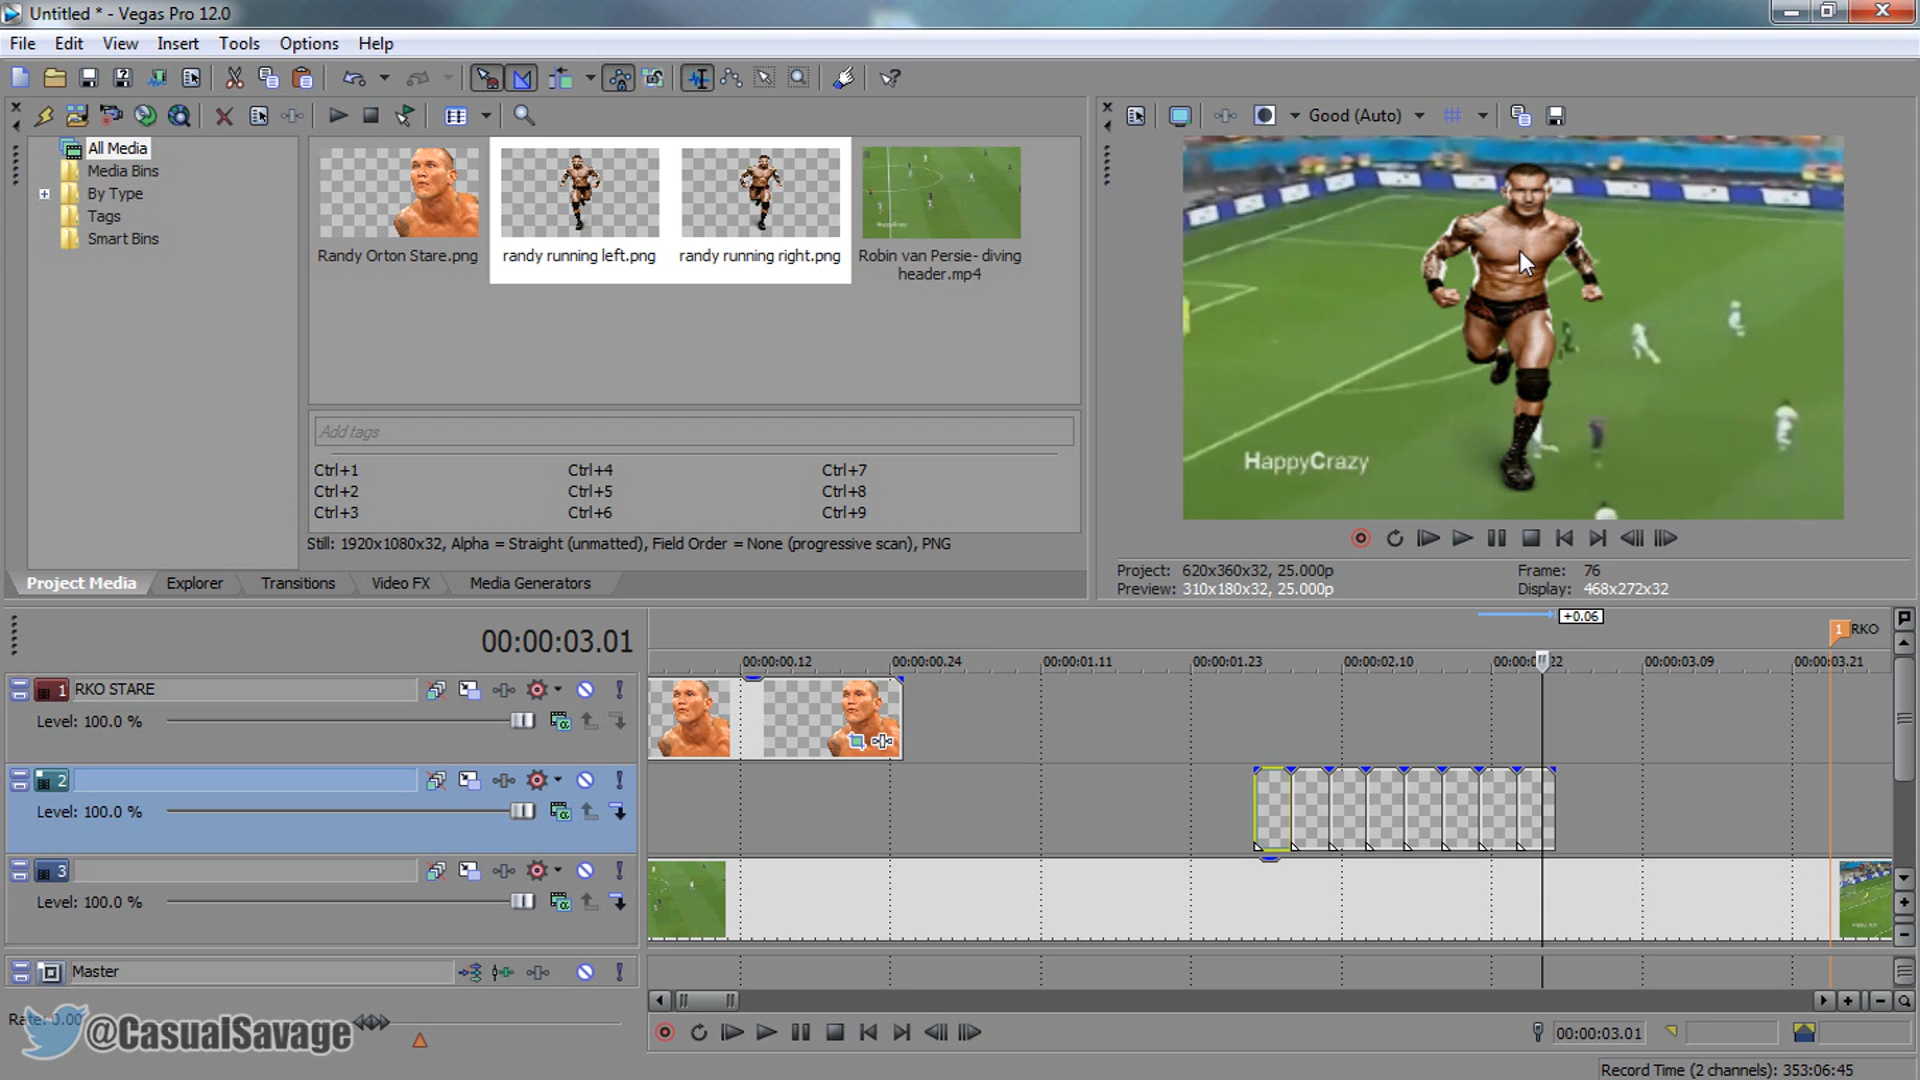 Untitled * - Vegas Pro 12.0
File Edit View Insert Tools Options Help
Good (Auto)
All Media
Media Bins
By Type
Tags
Smart Bins
Randy Orton Stare.png
randy running left.png
randy running right.png
Robin van Persie- diving
header.mp4
HappyCrazy
Add tags
Ctrl+1 Ctrl+4 Ctrl+7
Ctrl+2 Ctrl+5 Ctrl+8
Ctrl+3 Ctrl+6 Ctrl+9
Still: 1920x1080x32, Alpha = Straight (unmatted), Field Order = None (progressive scan), PNG
Project Media Explorer Transitions Video FX Media Generators
Project: 620x360x32, 25.000p Frame: 76
Preview: 310x180x32, 25.000p Display: 468x272x32
+0.06
00:00:03.01
1 RKO
00:00:00.12 00:00:00.24 00:00:01.11 00:00:01.23 00:00:02.10 00:00:0 22 00:00:03.09 00:00:03.21
1 RKO STARE
Level: 100.0 %
2
Level: 100.0 %
3
Level: 100.0 %
Master
Rate: 0.00
@CasualSavage
00:00:03.01
Record Time (2 channels): 353:06:45